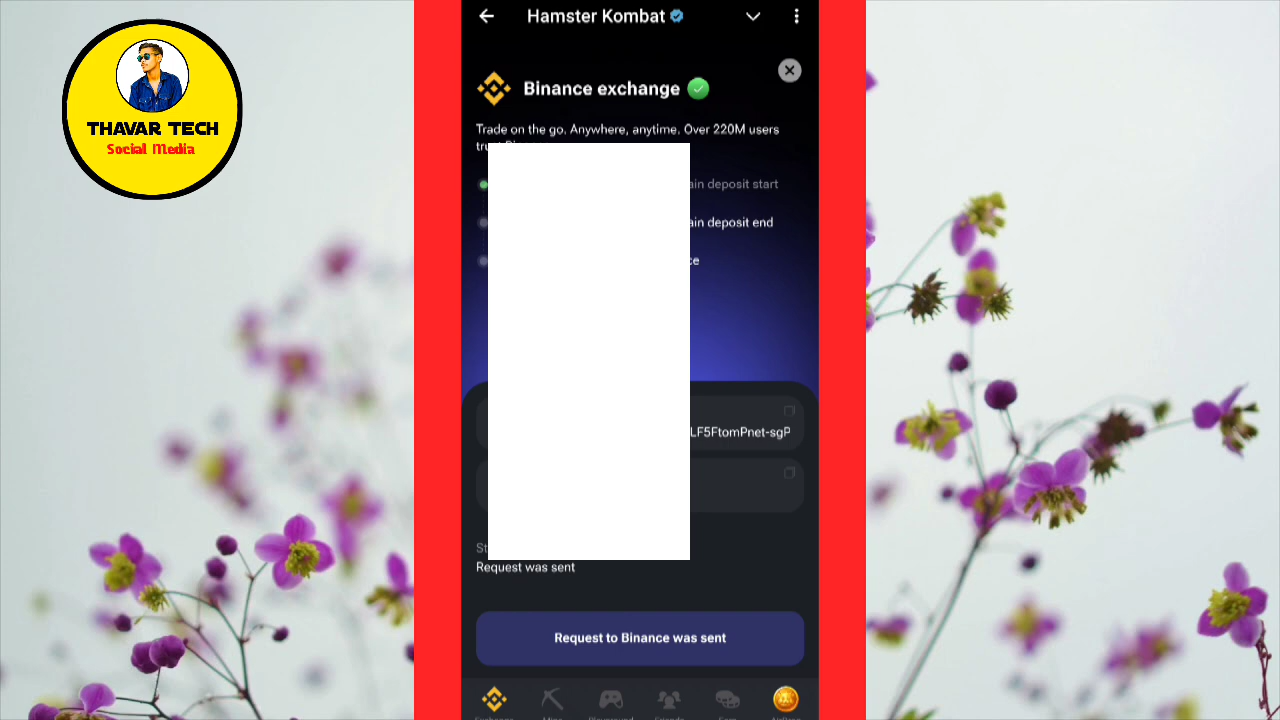 THAVAR TECH
Social Media
Hamster Kombat
Binance exchange
Trade on the go. Anywhere, anytime. Over 220M users
ain deposit start
ain deposit end
ce
LF5FtomPnet-sgP
St
Request was sent
Request to Binance was sent